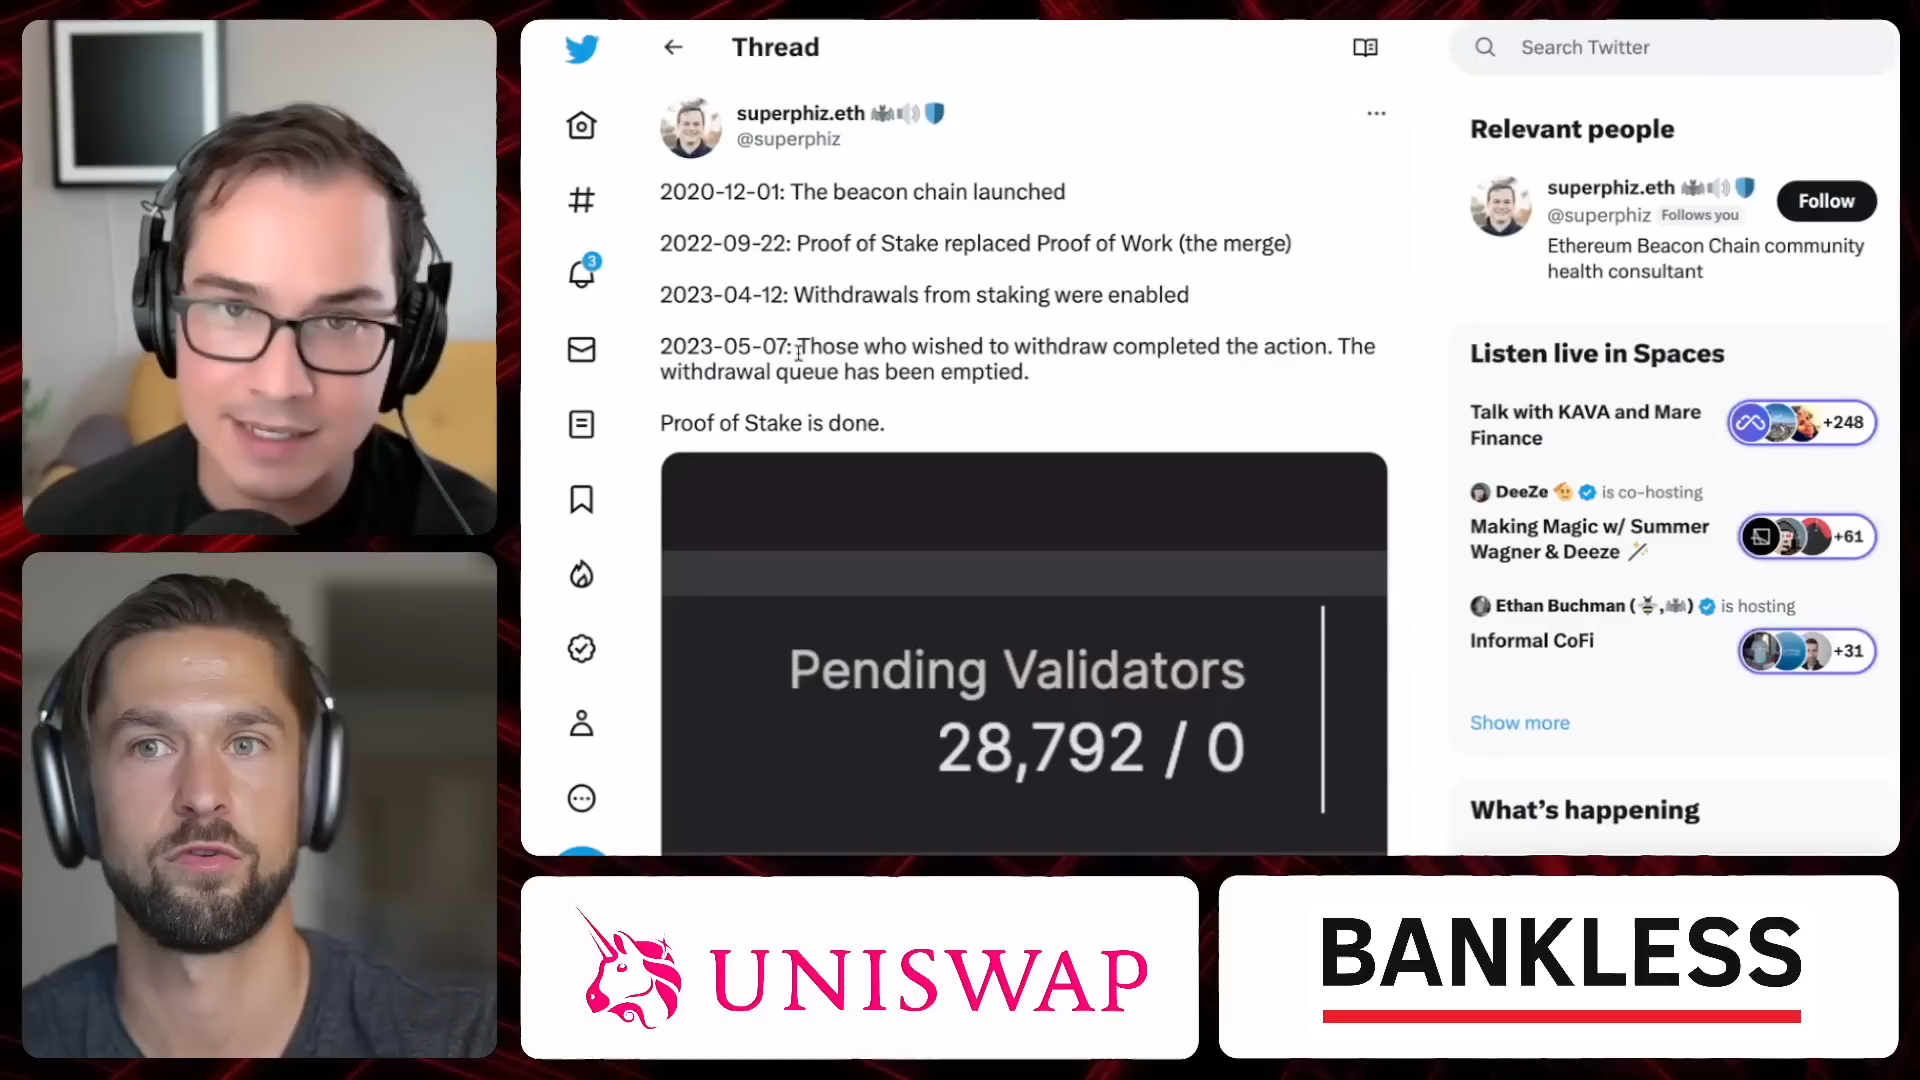 Thread
Search Twitter
superphiz.eth
@superphiz
2020-12-01: The beacon chain launched
2022-09-22: Proof of Stake replaced Proof of Work (the merge)
2023-04-12: Withdrawals from staking were enabled
2023-05-07: Those who wished to withdraw completed the action. The
withdrawal queue has been emptied.
Proof of Stake is done.
Pending Validators
28,792 / 0
3
Relevant people
superphiz.eth
@superphiz Follows you
Follow
Ethereum Beacon Chain community
health consultant
Listen live in Spaces
Talk with KAVA and Mare
Finance
+248
DeeZe is co-hosting
Making Magic w/ Summer
Wagner & Deeze
+61
Ethan Buchman ( , ) is hosting
Informal CoFi
+31
Show more
What's happening
UNISWAP
BANKLESS